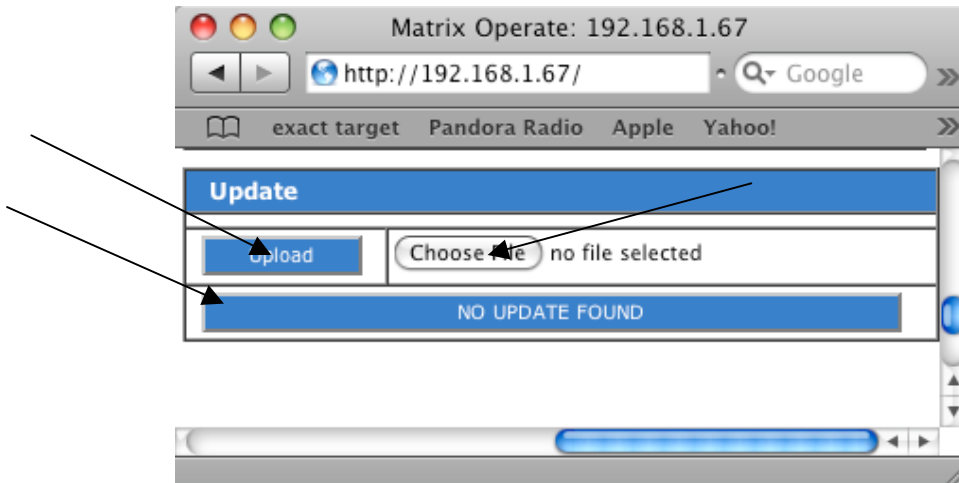 Matrix Operate: 192.168.1.67
http://192.168.1.67/ Google
exact target Pandora Radio Apple Yahoo!
Update
Upload Choose File no file selected
NO UPDATE FOUND